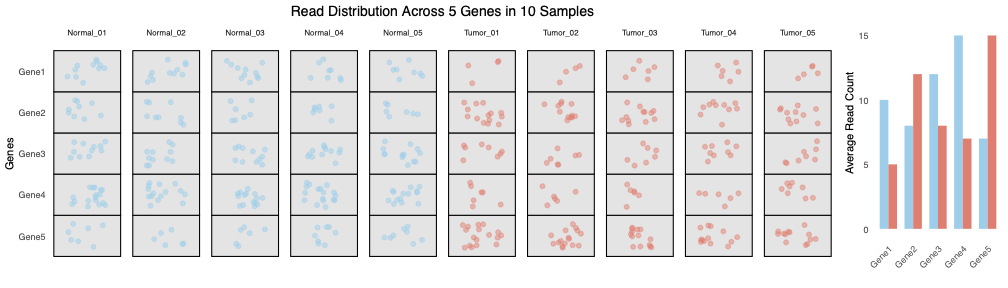 Read Distribution Across 5 Genes in 10 Samples
Normal_01 Normal_02 Normal_03 Normal_04 Normal_05 Tumor_01 Tumor_02 Tumor_03 Tumor_04 Tumor_05
Genes
Gene1
Gene2
Gene3
Gene4
Gene5
Average Read Count
15
10
5
0
Gene1 Gene2 Gene3 Gene4 Gene5